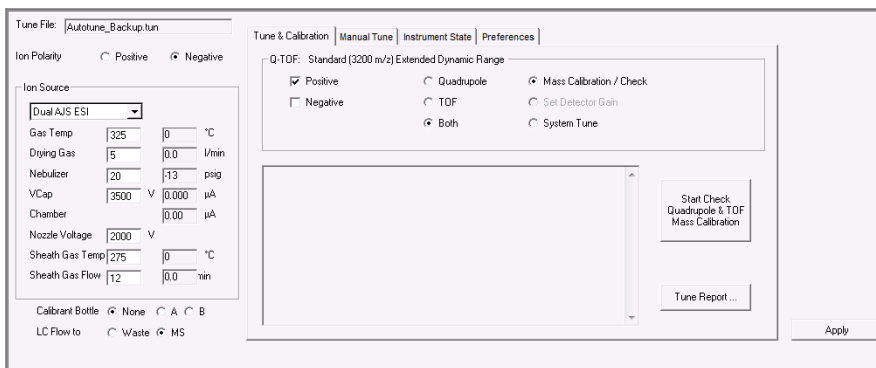 Tune File: Autotune_Backup.tun
Ion Polarity Positive Negative
Ion Source
Dual AJS ESI
Gas Temp 325 0 °C
Drying Gas 5 0.0 l/min
Nebulizer 20 -13 psig
VCap 3500 V 0.000 µA
Chamber 0.00 µA
Nozzle Voltage 2000 V
Sheath Gas Temp 275 0 °C
Sheath Gas Flow 12 0.0 min
Calibrant Bottle None A B
LC Flow to Waste MS
Tune & Calibration Manual Tune Instrument State Preferences
Q-TOF: Standard (3200 m/z) Extended Dynamic Range
Positive Quadrupole Mass Calibration / Check
Negative TOF Set Detector Gain
Both System Tune
Start Check
Quadrupole & TOF
Mass Calibration
Tune Report ...
Apply